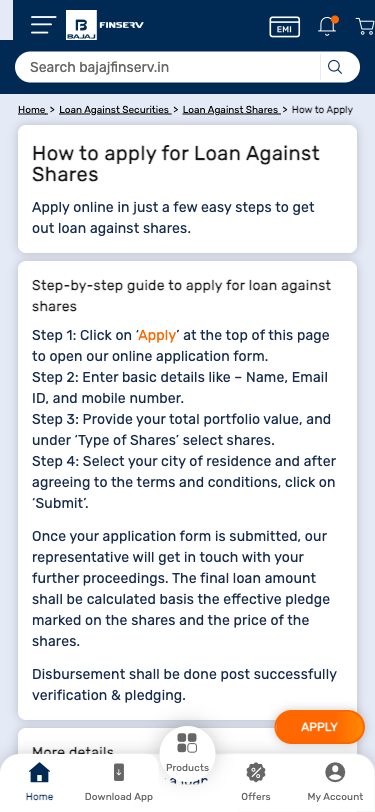 BAJAJ FINSERV
EMI
Search bajajfinserv.in
Home > Loan Against Securities > Loan Against Shares > How to Apply
How to apply for Loan Against
Shares
Apply online in just a few easy steps to get
out loan against shares.
Step-by-step guide to apply for loan against
shares
Step 1: Click on ‘Apply’ at the top of this page
to open our online application form.
Step 2: Enter basic details like – Name, Email
ID, and mobile number.
Step 3: Provide your total portfolio value, and
under ‘Type of Shares’ select shares.
Step 4: Select your city of residence and after
agreeing to the terms and conditions, click on
‘Submit’.
Once your application form is submitted, our
representative will get in touch with your
further proceedings. The final loan amount
shall be calculated basis the effective pledge
marked on the shares and the price of the
shares.
Disbursement shall be done post successfully
verification & pledging.
APPLY
More details
Products
Home
Download App
Offers
My Account